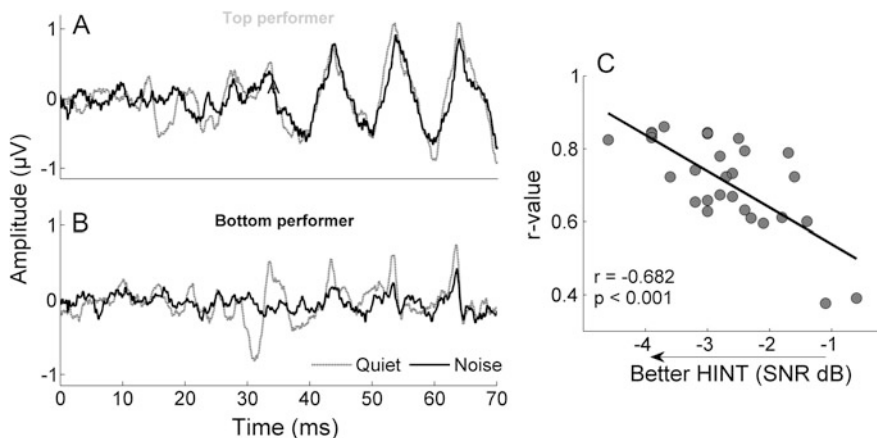 A
Top performer
1
0
-1
B
Bottom performer
1
0
-1
Quiet
Noise
0 10 20 30 40 50 60 70
Time (ms)
Amplitude (µV)
C
1
0.8
0.6
0.4
r-value
r = -0.682
p < 0.001
-4 -3 -2 -1
Better HINT (SNR dB)